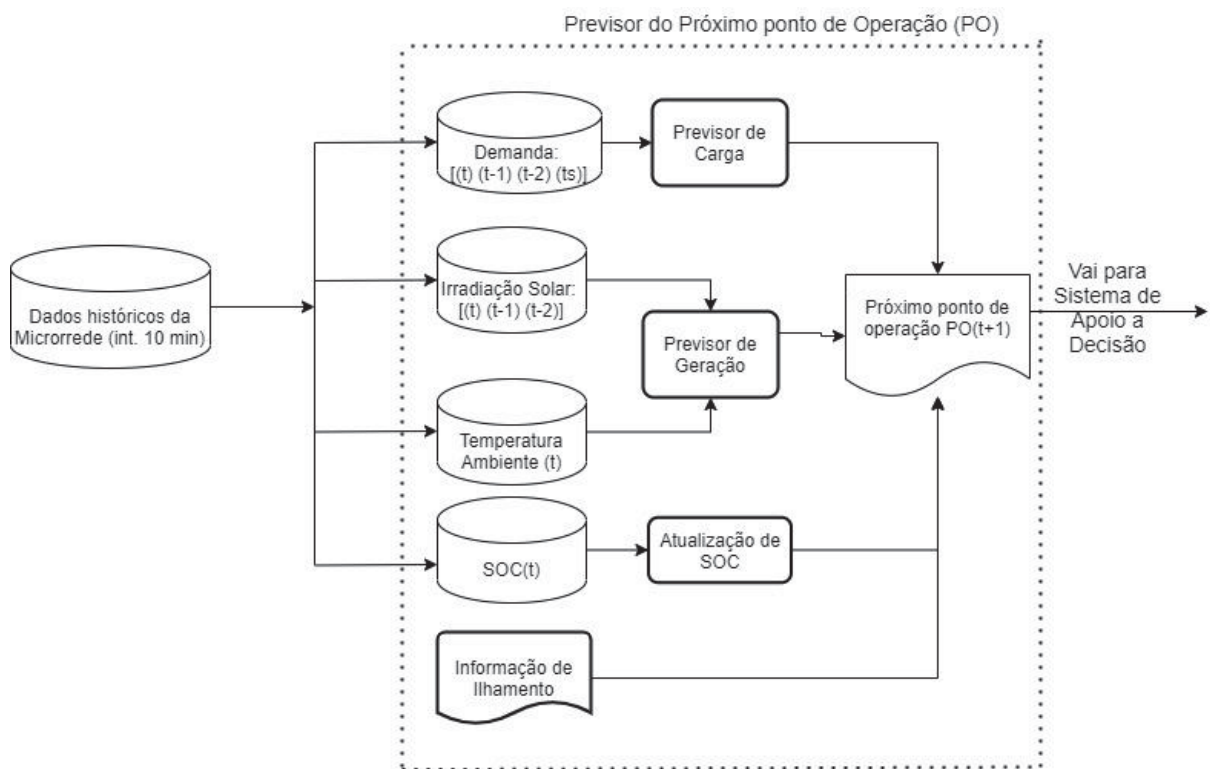 Previsor do Próximo ponto de Operação (PO)
Demanda:
[(t) (t-1) (t-2) (ts)]
Previsor de
Carga
Dados históricos da
Microrrede (int. 10 min)
Irradiação Solar:
[(t) (t-1) (t-2)]
Previsor de
Geração
Próximo ponto de
operação PO(t+1)
Vai para
Sistema de
Apoio a
Decisão
Temperatura
Ambiente (t)
SOC(t)
Atualização de
SOC
Informação de
Ilhamento